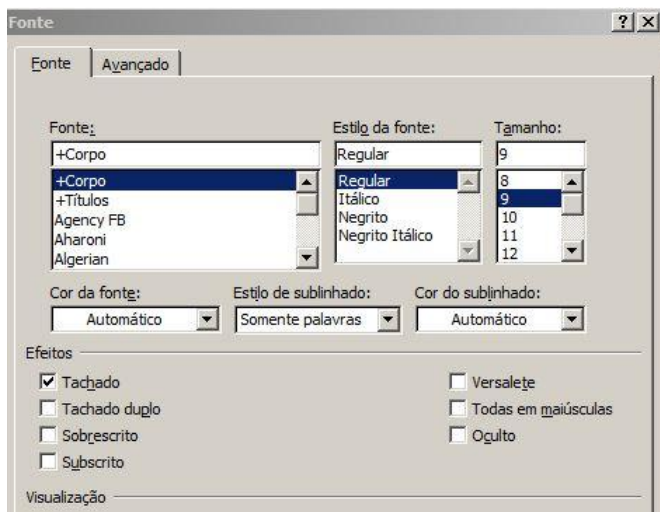 Fonte
Fonte Avançado
Fonte: Estilo da fonte: Tamanho:
+Corpo Regular 9
+Corpo Regular 8
+Títulos Itálico 9
Agency FB Negrito 10
Aharoni Negrito Itálico 11
Algerian 12
Cor da fonte: Estilo de sublinhado: Cor do sublinhado:
Automático Somente palavras Automático
Efeitos
Tachado Versalete
Tachado duplo Todas em maiúsculas
Sobrescrito Oculto
Subscrito
Visualização